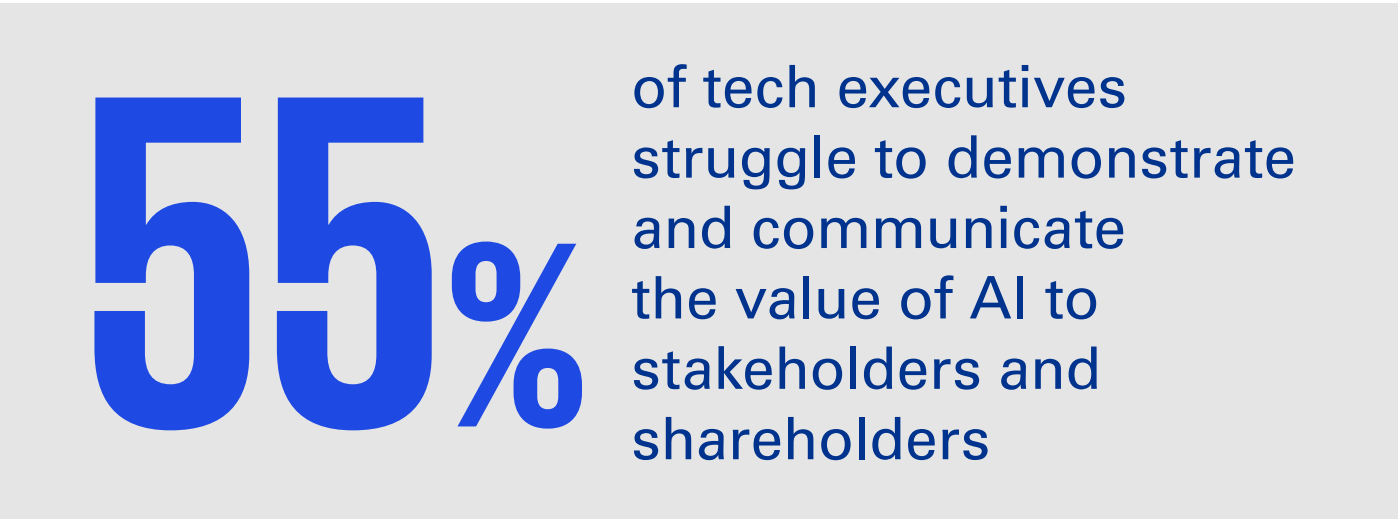 55%
of tech executives
struggle to demonstrate
and communicate
the value of AI to
stakeholders and
shareholders